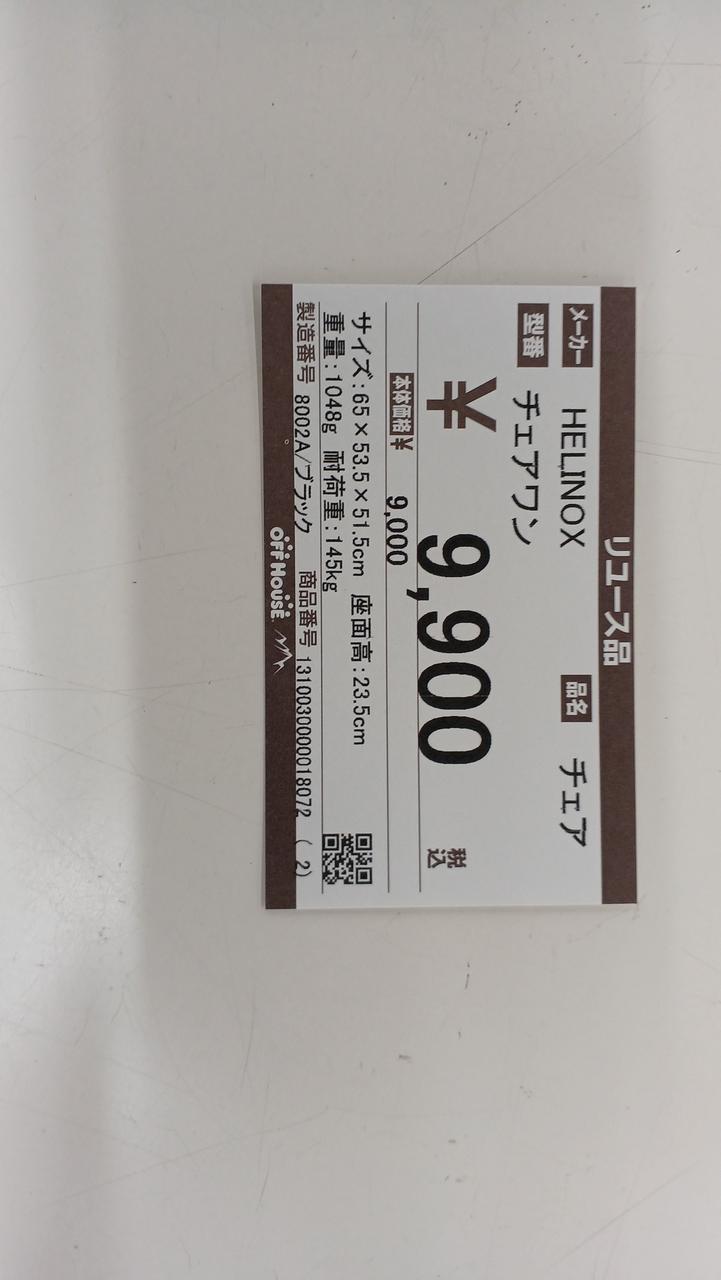 リユース品
メーカー HELINOX 品名 チェア
型番 チェアワン
¥ 9,900 税込
本体価格 ¥ 9,000
サイズ:65×53.5×51.5cm 座面高:23.5cm
重量:1048g 耐荷重:145kg
製造番号 8002A/ブラック 商品番号 1310030000018072 ( 2)
OFF HOUSE